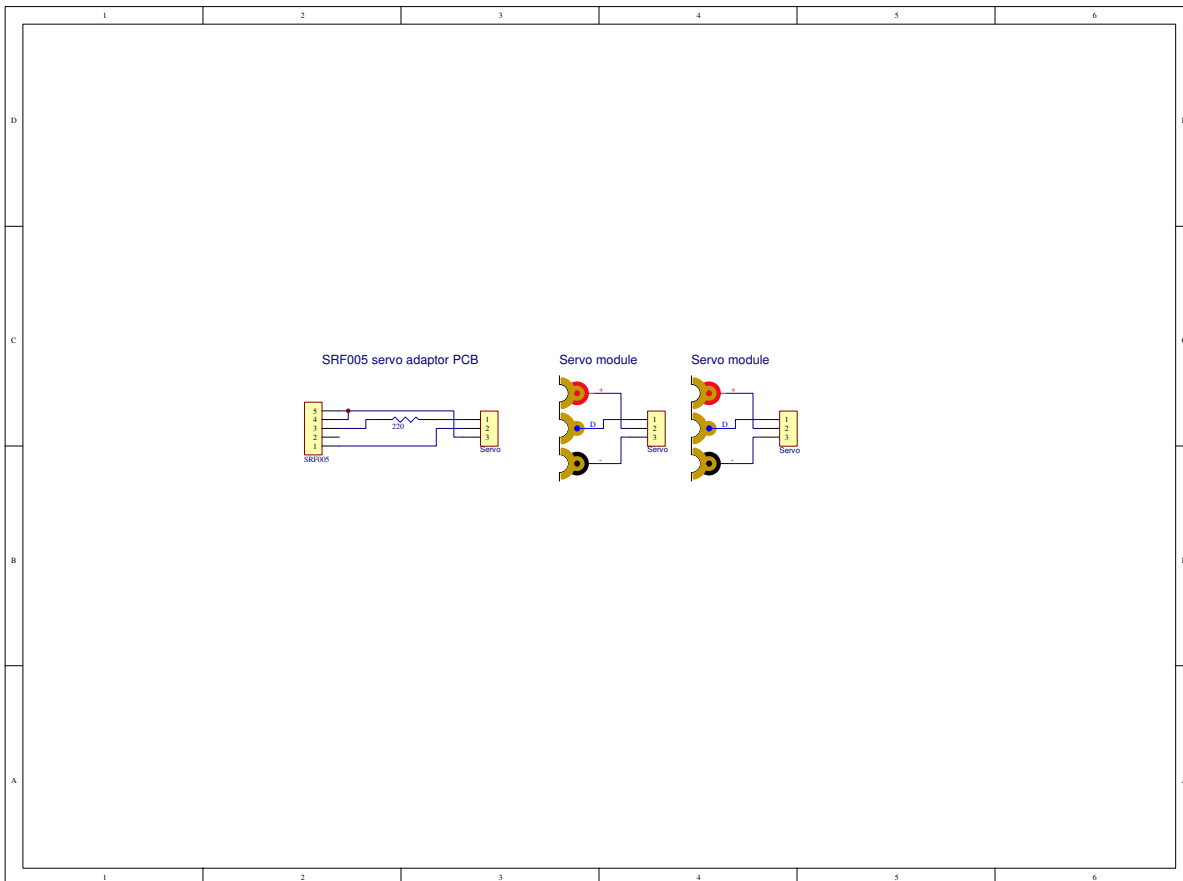 1 2 3 4 5 6
D
C
SRF005 servo adaptor PCB Servo module Servo module
+ +
5
4 1 1 1
3 220 2 D 2 D 2
2 3 3 3
1 Servo Servo Servo
SRF005 - -
B
A
1 2 3 4 5 6